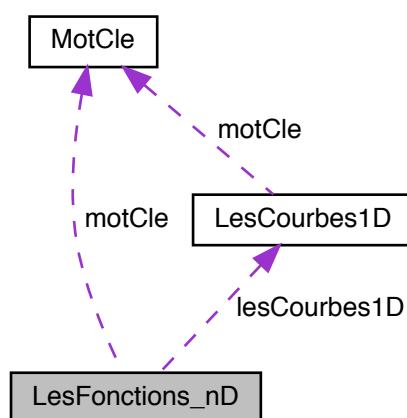 MotCle
motCle
LesCourbes1D
motCle
lesCourbes1D
LesFonctions_nD